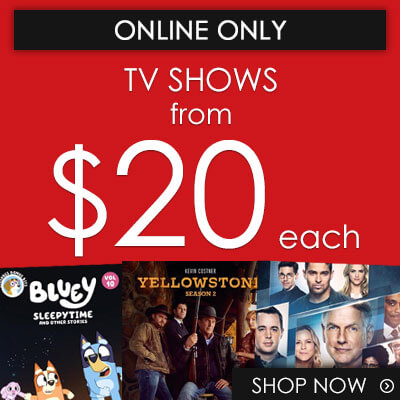 ONLINE ONLY
TV SHOWS
from
$20 each
BLUEY
VOL 10
SLEEPYTIME
AND OTHER STORIES
KEVIN COSTNER
YELLOWSTONE
SEASON 2
SHOP NOW